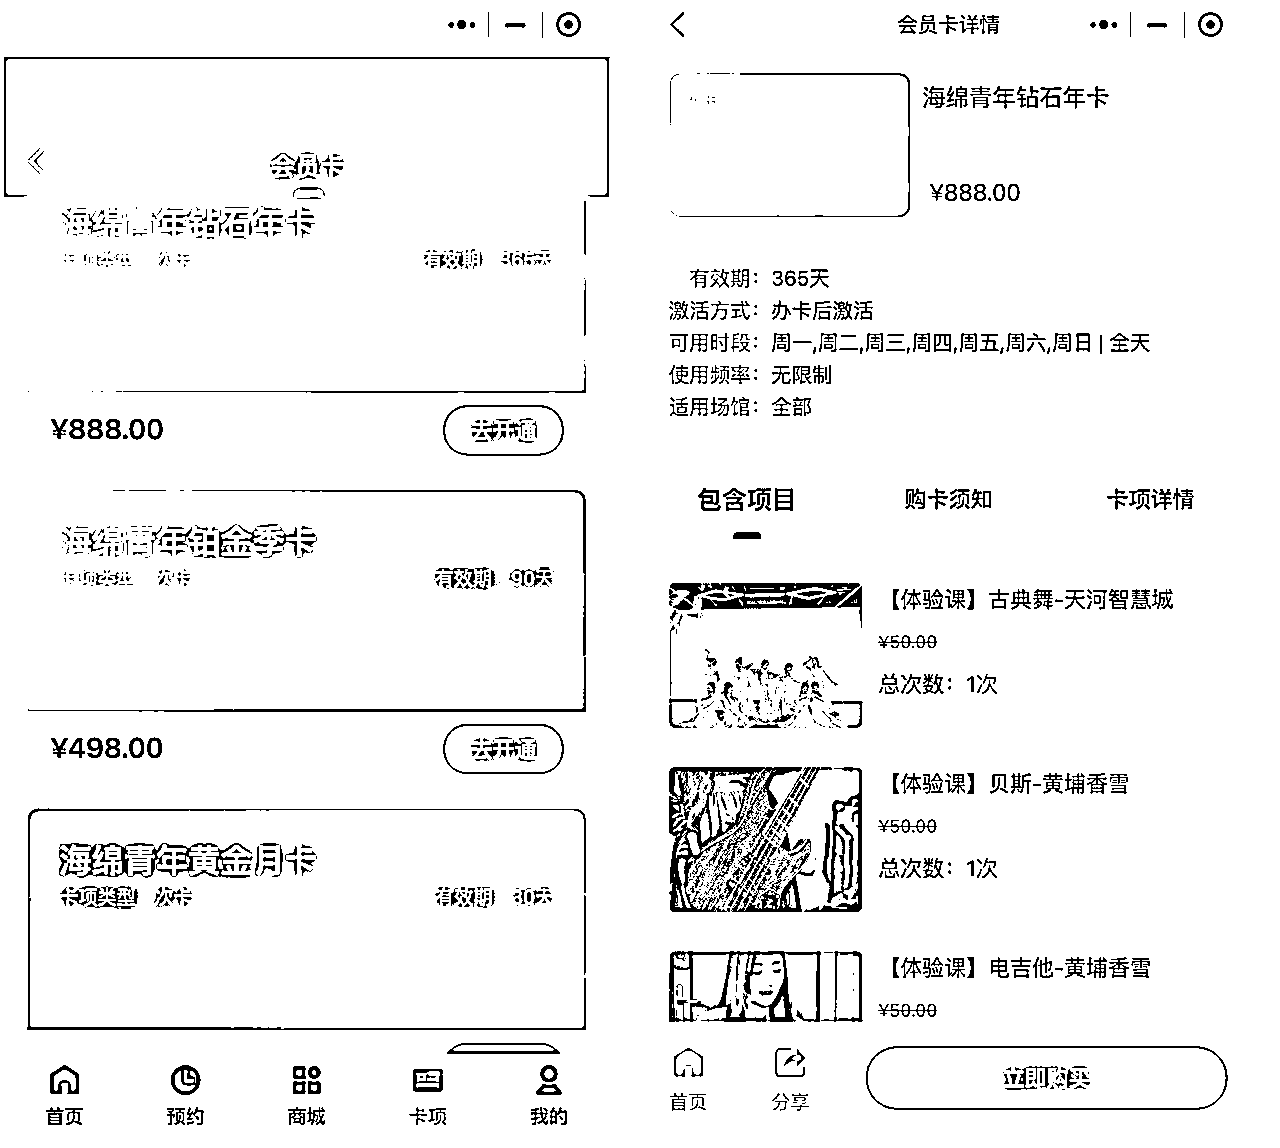 会员卡
海绵青年钻石年卡
卡项类型 次卡 有效期 365天
¥888.00 去开通
海绵青年铂金季卡
卡项类型 次卡 有效期 90天
¥498.00 去开通
海绵青年黄金月卡
卡项类型 次卡 有效期 30天
首页 预约 商城 卡项 我的
会员卡详情
海绵青年钻石年卡
¥888.00
有效期：365天
激活方式：办卡后激活
可用时段：周一,周二,周三,周四,周五,周六,周日 | 全天
使用频率：无限制
适用场馆：全部
包含项目 购卡须知 卡项详情
【体验课】古典舞-天河智慧城
¥50.00
总次数：1次
【体验课】贝斯-黄埔香雪
¥50.00
总次数：1次
【体验课】电吉他-黄埔香雪
¥50.00
首页 分享 立即购买